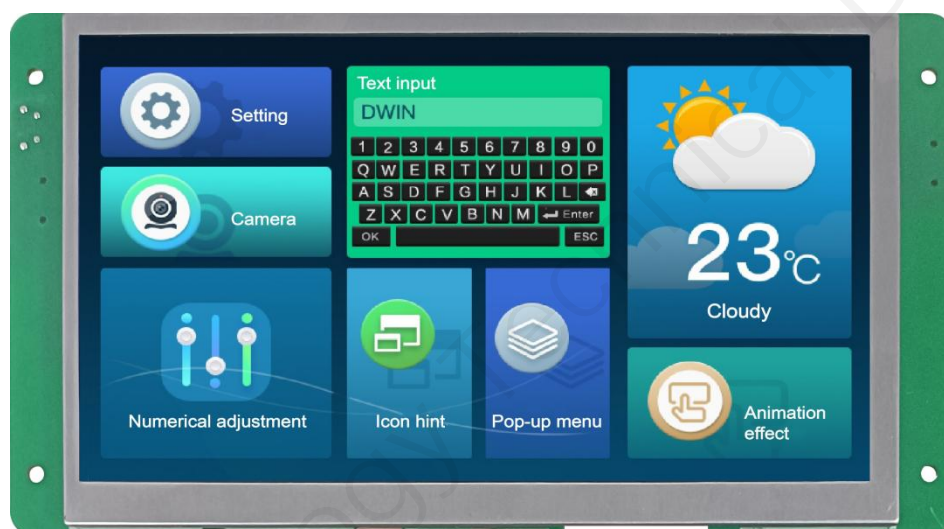 Setting
Camera
Numerical adjustment
Text input
DWIN
1 2 3 4 5 6 7 8 9 0
Q W E R T Y U I O P
A S D F G H J K L
Z X C V B N M Enter
OK ESC
Icon hint
Pop-up menu
23°C
Cloudy
Animation
effect